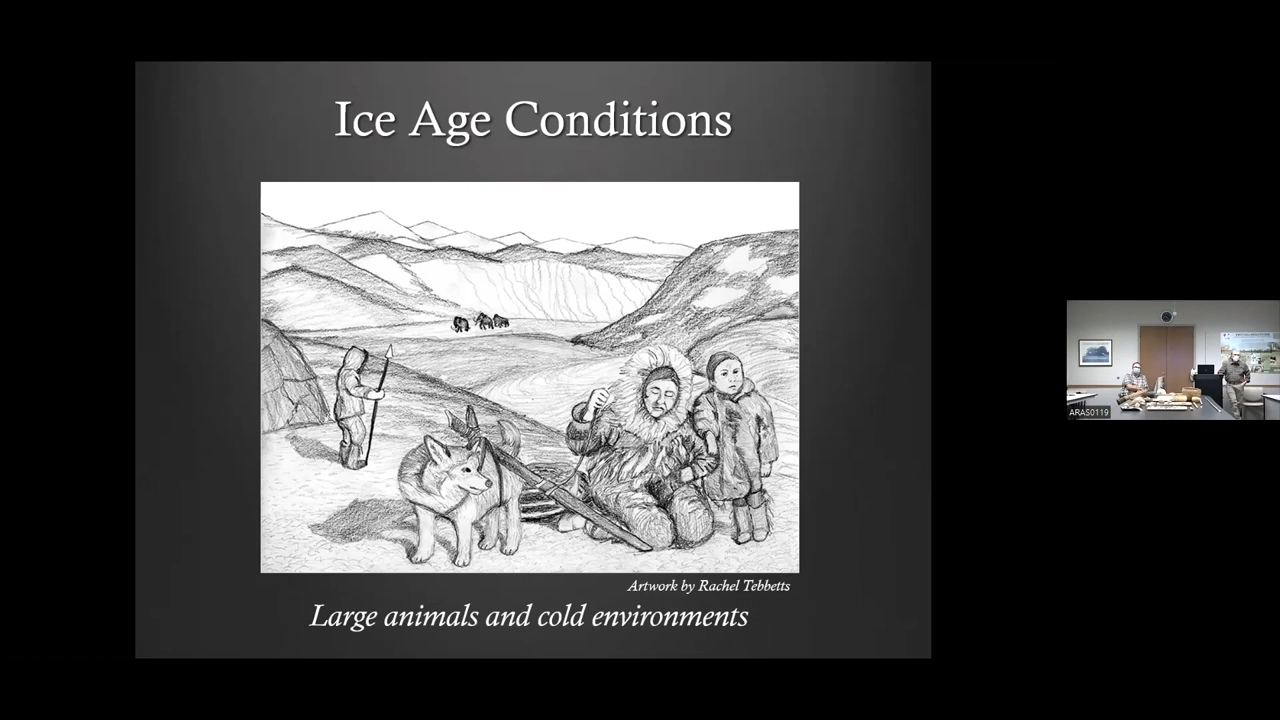 Ice Age Conditions
Artwork by Rachel Tebbetts
Large animals and cold environments
ARAS0119